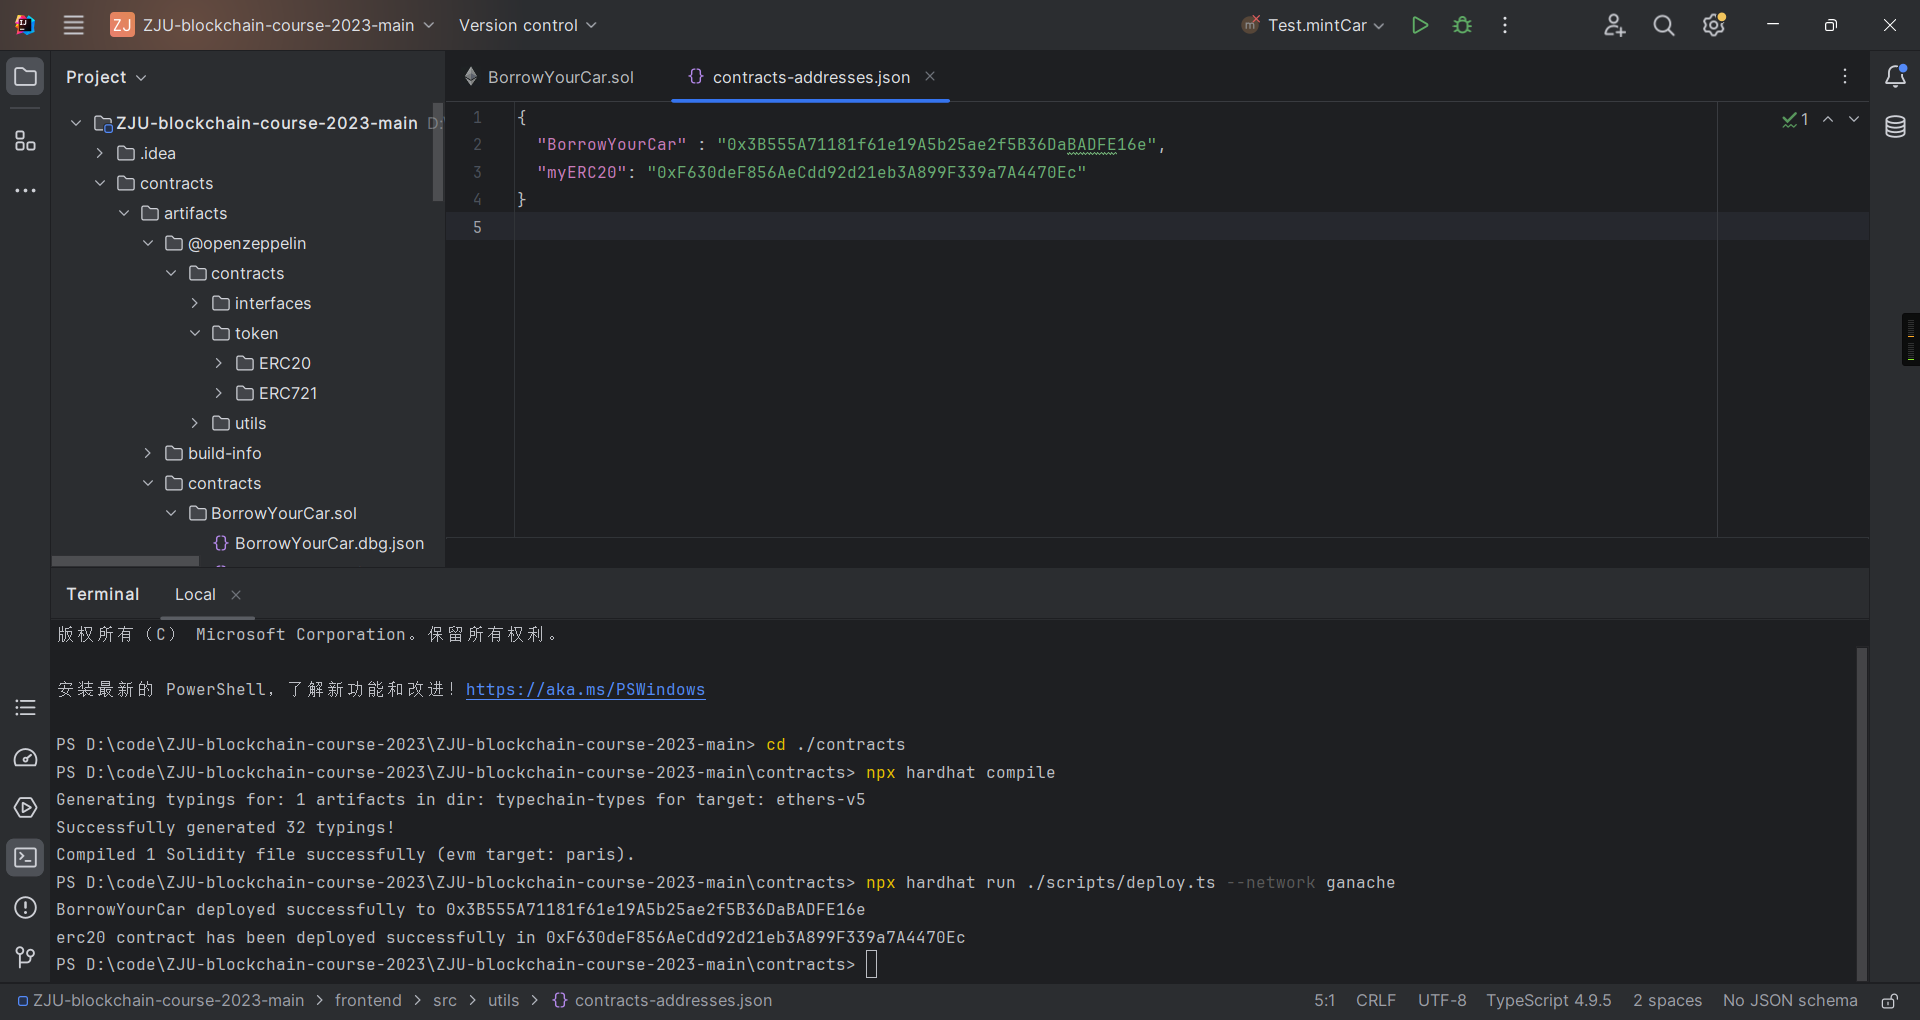 ZJ ZJU-blockchain-course-2023-main Version control Test.mintCar
Project
BorrowYourCar.sol contracts-addresses.json
ZJU-blockchain-course-2023-main D:
.idea
contracts
artifacts
@openzeppelin
contracts
interfaces
token
ERC20
ERC721
utils
build-info
contracts
BorrowYourCar.sol
BorrowYourCar.dbg.json
1 {
2 "BorrowYourCar" : "0x3B555A71181f61e19A5b25ae2f5B36DaBADFE16e",
3 "myERC20": "0xF630deF856AeCdd92d21eb3A899F339a7A4470Ec"
4 }
5
1
Terminal Local
版权所有（C） Microsoft Corporation。保留所有权利。
安装最新的 PowerShell，了解新功能和改进！https://aka.ms/PSWindows
PS D:\code\ZJU-blockchain-course-2023\ZJU-blockchain-course-2023-main> cd ./contracts
PS D:\code\ZJU-blockchain-course-2023\ZJU-blockchain-course-2023-main\contracts> npx hardhat compile
Generating typings for: 1 artifacts in dir: typechain-types for target: ethers-v5
Successfully generated 32 typings!
Compiled 1 Solidity file successfully (evm target: paris).
PS D:\code\ZJU-blockchain-course-2023\ZJU-blockchain-course-2023-main\contracts> npx hardhat run ./scripts/deploy.ts --network ganache
BorrowYourCar deployed successfully to 0x3B555A71181f61e19A5b25ae2f5B36DaBADFE16e
erc20 contract has been deployed successfully in 0xF630deF856AeCdd92d21eb3A899F339a7A4470Ec
PS D:\code\ZJU-blockchain-course-2023\ZJU-blockchain-course-2023-main\contracts>
ZJU-blockchain-course-2023-main > frontend > src > utils > contracts-addresses.json 5:1 CRLF UTF-8 TypeScript 4.9.5 2 spaces No JSON schema